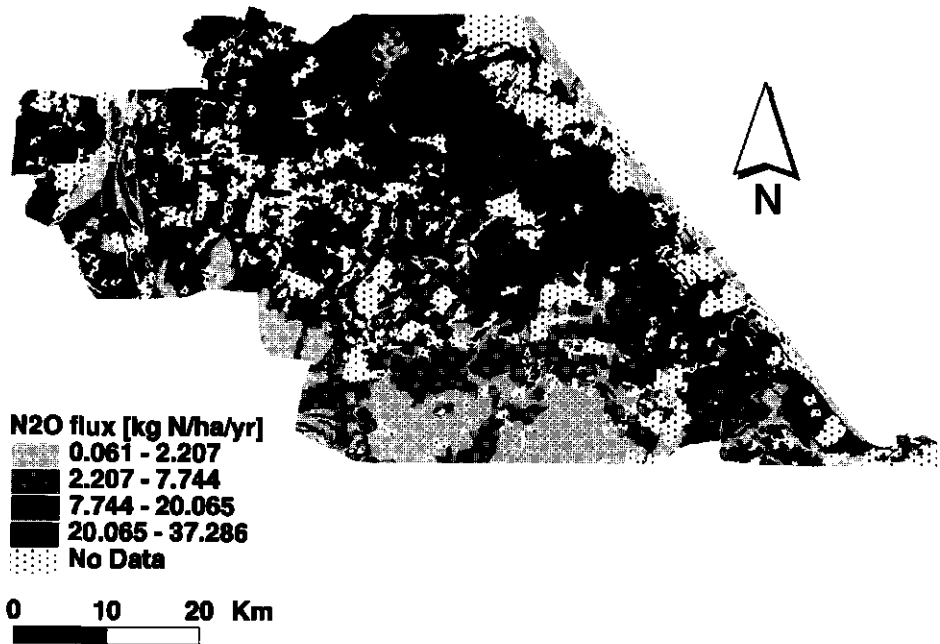 N
N2O flux [kg N/ha/yr]
0.061 - 2.207
2.207 - 7.744
7.744 - 20.065
20.065 - 37.286
No Data
0 10 20 Km